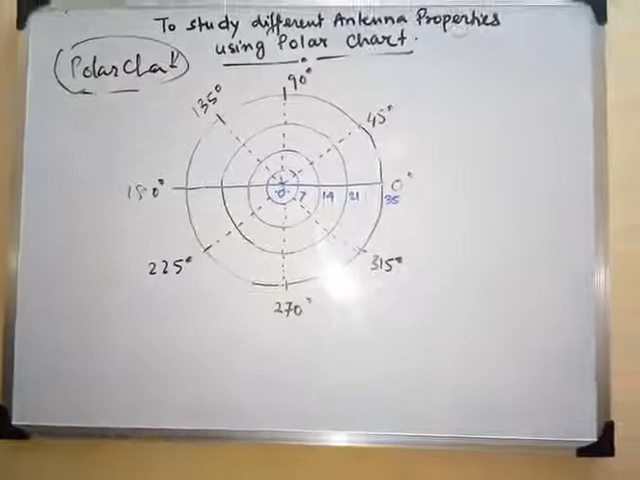 To study different Antenna Properties
using Polar Chart.
Polar Chart
90°
135°
45°
180°
0°
0 7 14 21 35
225°
315°
270°